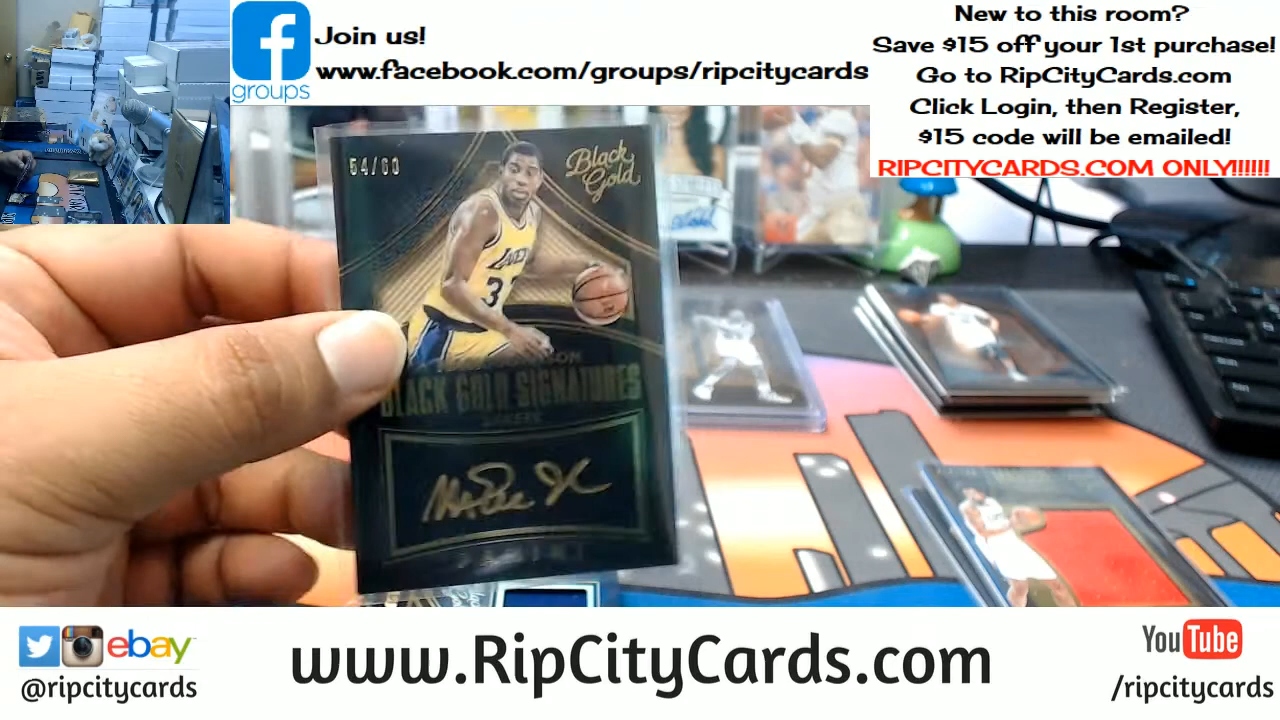 groups
Join us!
www.facebook.com/groups/ripcitycards
New to this room?
Save $15 off your 1st purchase!
Go to RipCityCards.com
Click Login, then Register,
$15 code will be emailed!
RIPCITYCARDS.COM ONLY!!!!!!
54/60
Black
Gold
LAKERS
BLACK GOLD SIGNATURES
ebay
@ripcitycards
www.RipCityCards.com
YouTube
/ripcitycards